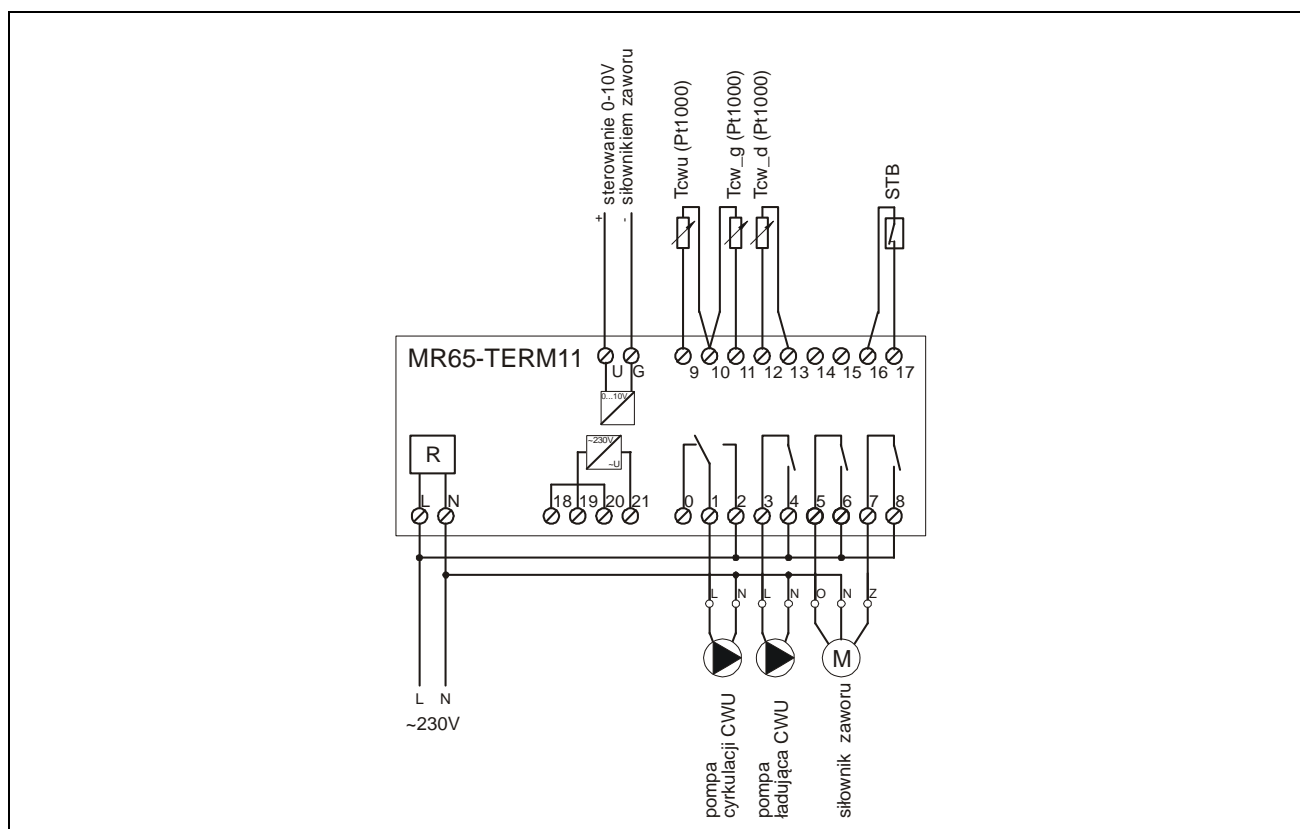 sterowanie 0-10V
siłownikiem zaworu
+
-
Tcwu (Pt1000)
Tcw_g (Pt1000)
Tcw_d (Pt1000)
STB
MR65-TERM11
U G
9 10 11 12 13 14 15 16 17
0...10V
~230V
~U
R
L N 18 19 20 21 0 1 2 3 4 5 6 7 8
L N L N O N Z
M
L N
~230V
pompa
cyrkulacji CWU
pompa
ładująca CWU
siłownik zaworu